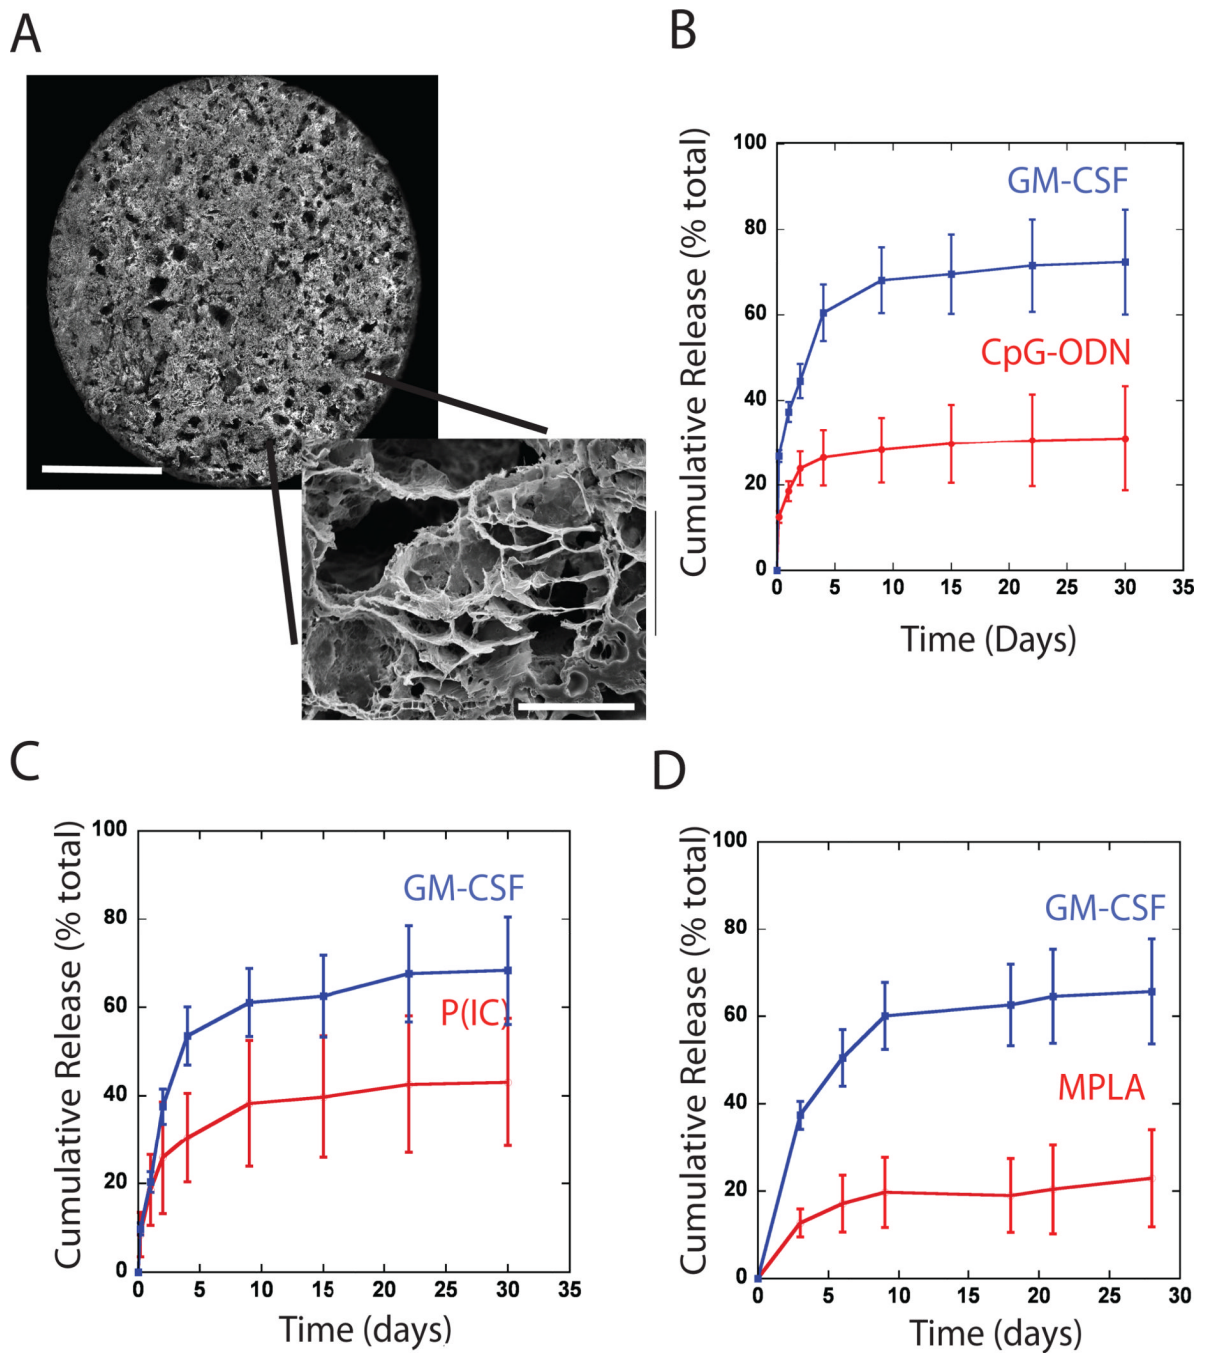 A
B
Cumulative Release (% total)
100
80
60
40
20
0
GM-CSF
CpG-ODN
0 5 10 15 20 25 30 35
Time (Days)
C
Cumulative Release (% total)
100
80
60
40
20
0
GM-CSF
P(IC)
0 5 10 15 20 25 30 35
Time (days)
D
Cumulative Release (% total)
100
80
60
40
20
0
GM-CSF
MPLA
0 5 10 15 20 25 30
Time (days)